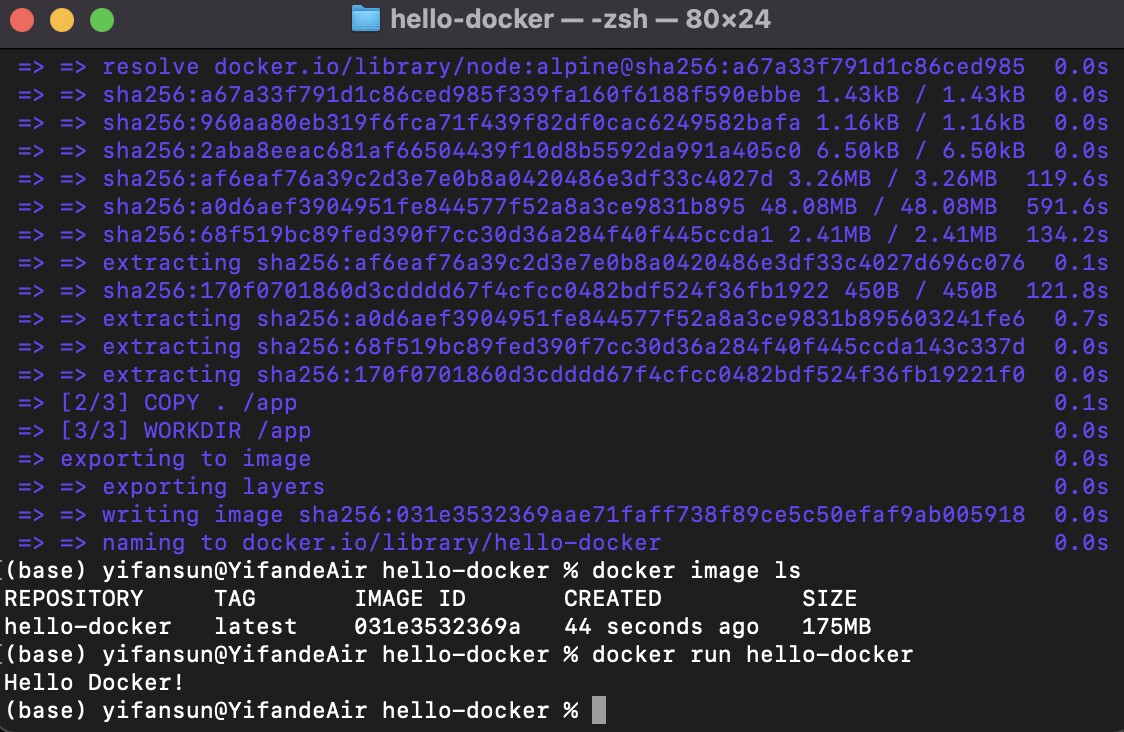 hello-docker — -zsh — 80×24
=> => resolve docker.io/library/node:alpine@sha256:a67a33f791d1c86ced985 0.0s
=> => sha256:a67a33f791d1c86ced985f339fa160f6188f590ebbe 1.43kB / 1.43kB 0.0s
=> => sha256:960aa80eb319f6fca71f439f82df0cac6249582bafa 1.16kB / 1.16kB 0.0s
=> => sha256:2aba8eeac681af66504439f10d8b5592da991a405c0 6.50kB / 6.50kB 0.0s
=> => sha256:af6eaf76a39c2d3e7e0b8a0420486e3df33c4027d 3.26MB / 3.26MB 119.6s
=> => sha256:a0d6aef3904951fe844577f52a8a3ce9831b895 48.08MB / 48.08MB 591.6s
=> => sha256:68f519bc89fed390f7cc30d36a284f40f445ccda1 2.41MB / 2.41MB 134.2s
=> => extracting sha256:af6eaf76a39c2d3e7e0b8a0420486e3df33c4027d696c076 0.1s
=> => sha256:170f0701860d3cdddd67f4cfcc0482bdf524f36fb1922 450B / 450B 121.8s
=> => extracting sha256:a0d6aef3904951fe844577f52a8a3ce9831b895603241fe6 0.7s
=> => extracting sha256:68f519bc89fed390f7cc30d36a284f40f445ccda143c337d 0.0s
=> => extracting sha256:170f0701860d3cdddd67f4cfcc0482bdf524f36fb19221f0 0.0s
=> [2/3] COPY . /app 0.1s
=> [3/3] WORKDIR /app 0.0s
=> exporting to image 0.0s
=> => exporting layers 0.0s
=> => writing image sha256:031e3532369aae71faff738f89ce5c50efaf9ab005918 0.0s
=> => naming to docker.io/library/hello-docker 0.0s
(base) yifansun@YifandeAir hello-docker % docker image ls
REPOSITORY TAG IMAGE ID CREATED SIZE
hello-docker latest 031e3532369a 44 seconds ago 175MB
(base) yifansun@YifandeAir hello-docker % docker run hello-docker
Hello Docker!
(base) yifansun@YifandeAir hello-docker %